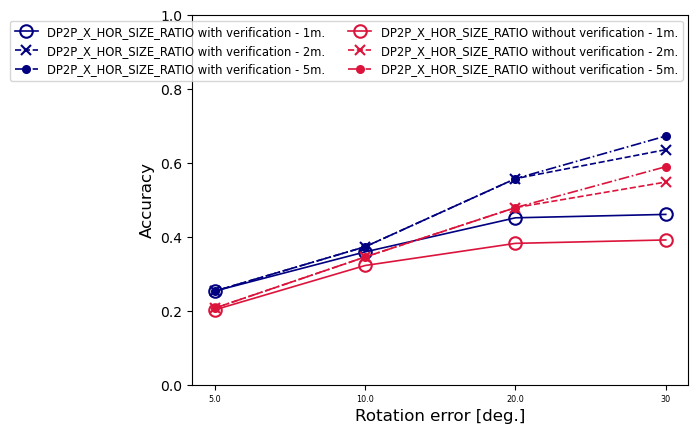 1.0
DP2P_X_HOR_SIZE_RATIO with verification - 1m.
DP2P_X_HOR_SIZE_RATIO without verification - 1m.
DP2P_X_HOR_SIZE_RATIO with verification - 2m.
DP2P_X_HOR_SIZE_RATIO without verification - 2m.
DP2P_X_HOR_SIZE_RATIO with verification - 5m.
DP2P_X_HOR_SIZE_RATIO without verification - 5m.
0.8
0.6
0.4
0.2
0.0
Accuracy
5.0 10.0 20.0 30
Rotation error [deg.]